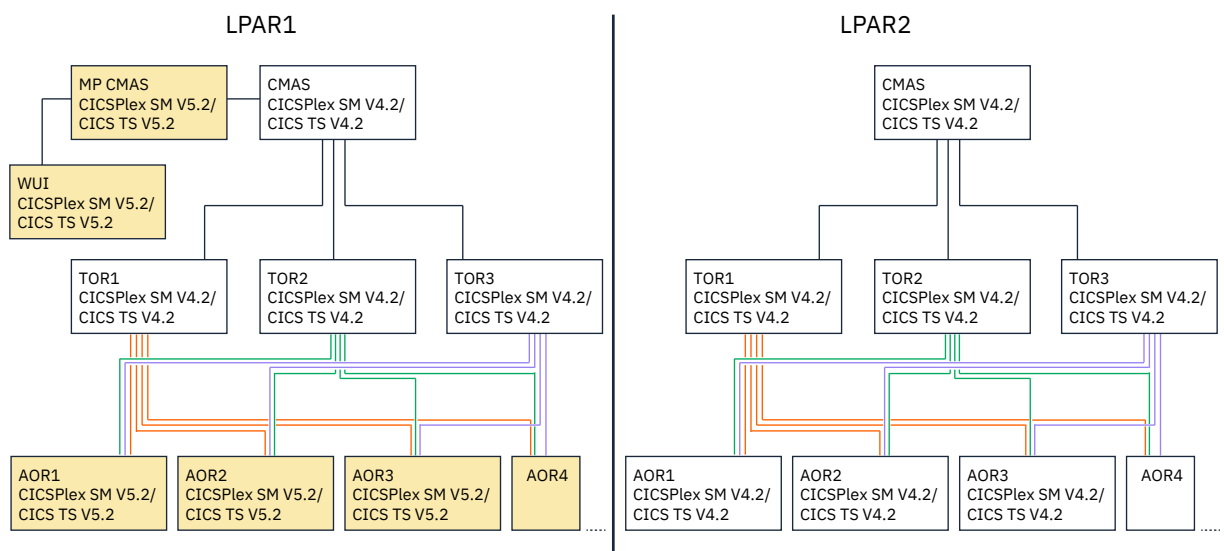 LPAR1
MP CMAS
CICSPlex SM V5.2/
CICS TS V5.2
CMAS
CICSPlex SM V4.2/
CICS TS V4.2
WUI
CICSPlex SM V5.2/
CICS TS V5.2
TOR1
CICSPlex SM V4.2/
CICS TS V4.2
TOR2
CICSPlex SM V4.2/
CICS TS V4.2
TOR3
CICSPlex SM V4.2/
CICS TS V4.2
AOR1
CICSPlex SM V5.2/
CICS TS V5.2
AOR2
CICSPlex SM V5.2/
CICS TS V5.2
AOR3
CICSPlex SM V5.2/
CICS TS V5.2
AOR4
LPAR2
CMAS
CICSPlex SM V4.2/
CICS TS V4.2
TOR1
CICSPlex SM V4.2/
CICS TS V4.2
TOR2
CICSPlex SM V4.2/
CICS TS V4.2
TOR3
CICSPlex SM V4.2/
CICS TS V4.2
AOR1
CICSPlex SM V4.2/
CICS TS V4.2
AOR2
CICSPlex SM V4.2/
CICS TS V4.2
AOR3
CICSPlex SM V4.2/
CICS TS V4.2
AOR4